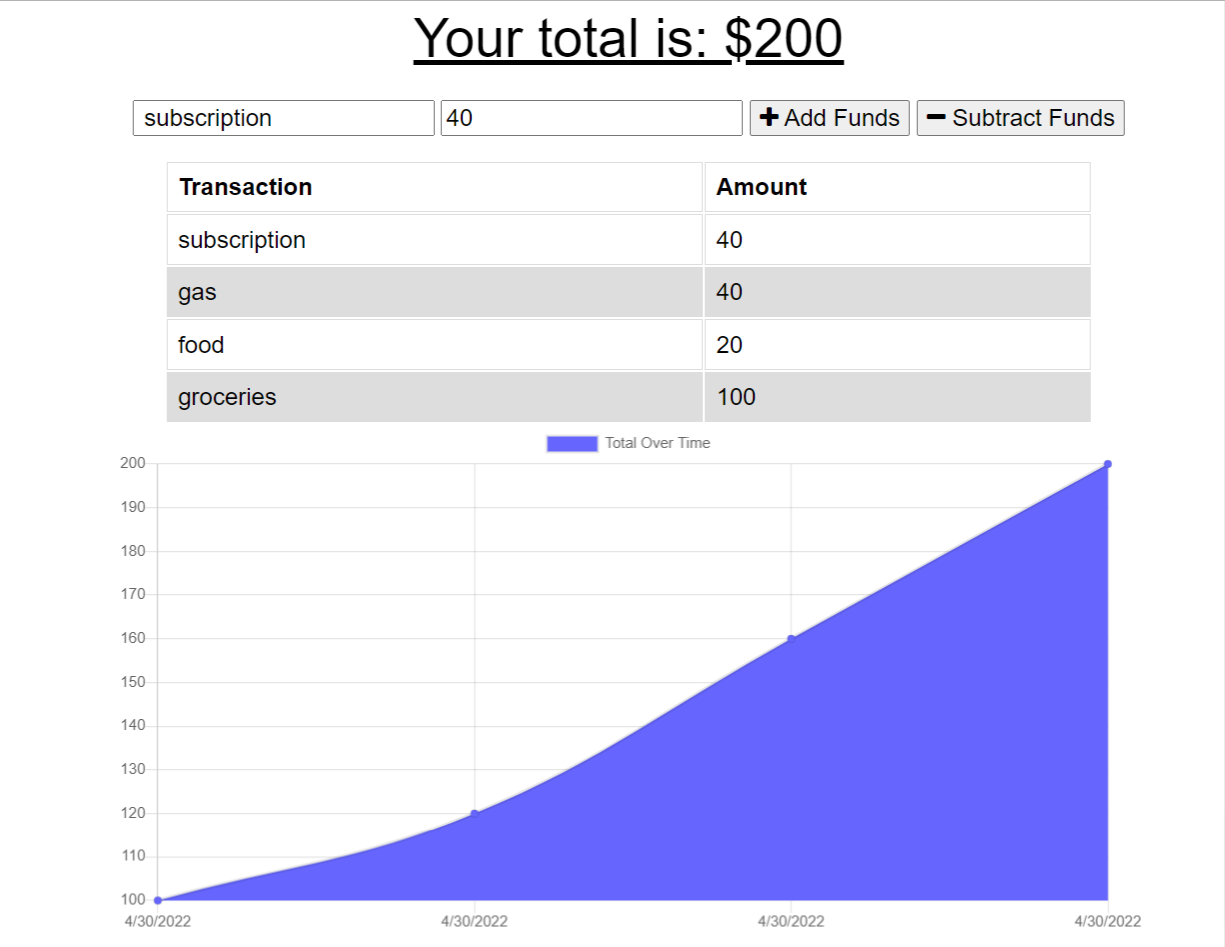 Your total is: $200
subscription 40 Add Funds Subtract Funds
Transaction Amount
subscription 40
gas 40
food 20
groceries 100
Total Over Time
200
190
180
170
160
150
140
130
120
110
100
4/30/2022 4/30/2022 4/30/2022 4/30/2022